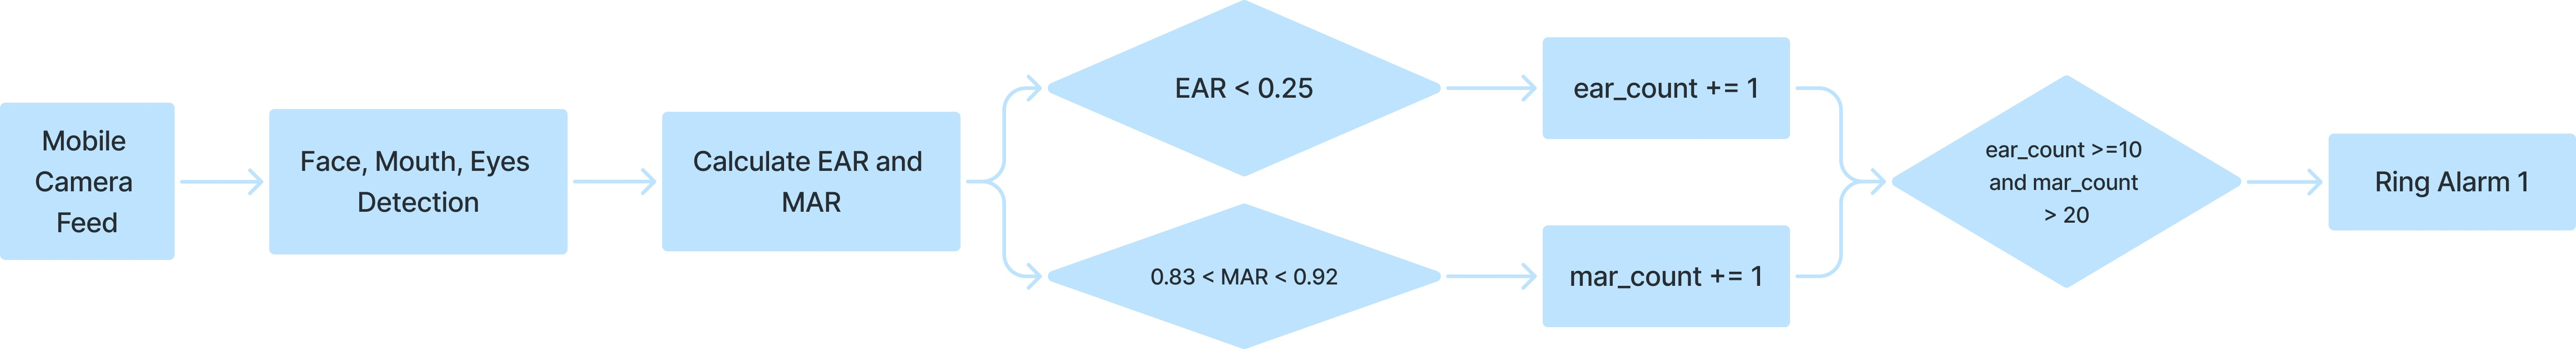 Mobile
Camera
Feed
Face, Mouth, Eyes
Detection
Calculate EAR and
MAR
EAR < 0.25
0.83 < MAR < 0.92
ear_count += 1
mar_count += 1
ear_count >=10
and mar_count
> 20
Ring Alarm 1